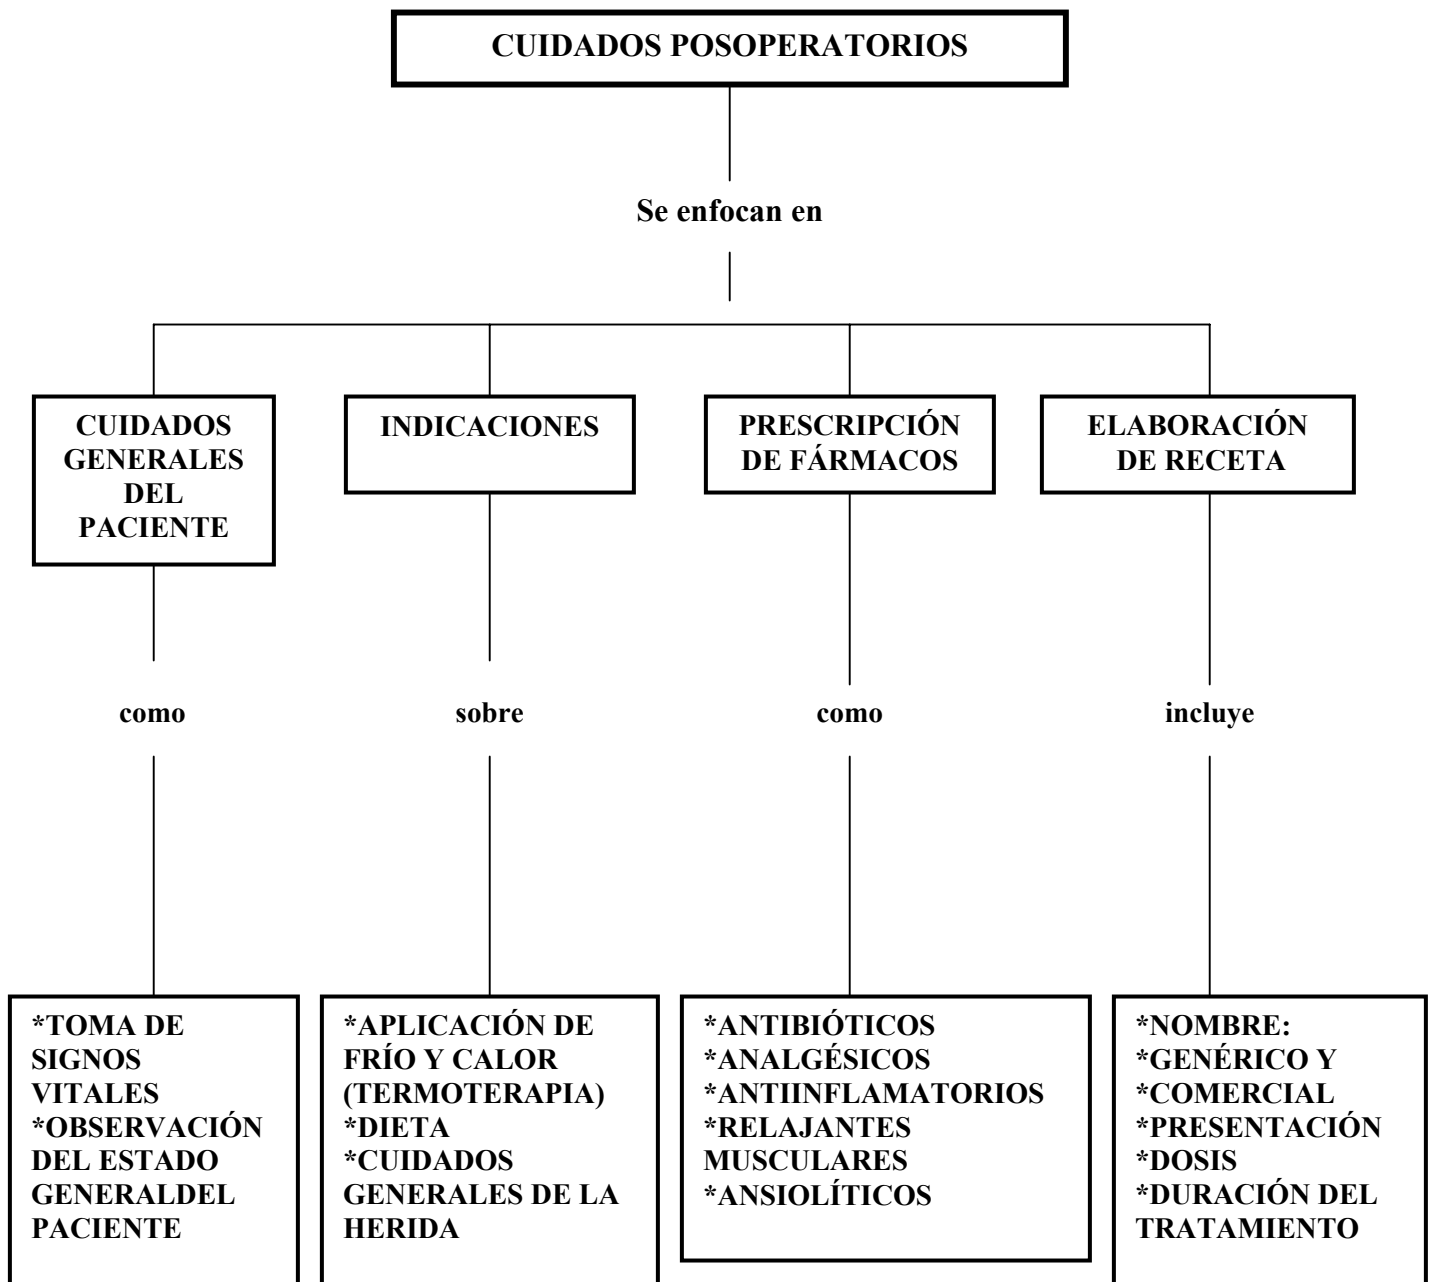 CUIDADOS POSOPERATORIOS
Se enfocan en
CUIDADOS
GENERALES
DEL
PACIENTE
INDICACIONES
PRESCRIPCIÓN
DE FÁRMACOS
ELABORACIÓN
DE RECETA
como
sobre
como
incluye
*TOMA DE
SIGNOS
VITALES
*OBSERVACIÓN
DEL ESTADO
GENERALDEL
PACIENTE
*APLICACIÓN DE
FRÍO Y CALOR
(TERMOTERAPIA)
*DIETA
*CUIDADOS
GENERALES DE LA
HERIDA
*ANTIBIÓTICOS
*ANALGÉSICOS
*ANTIINFLAMATORIOS
*RELAJANTES
MUSCULARES
*ANSIOLÍTICOS
*NOMBRE:
*GENÉRICO Y
*COMERCIAL
*PRESENTACIÓN
*DOSIS
*DURACIÓN DEL
TRATAMIENTO